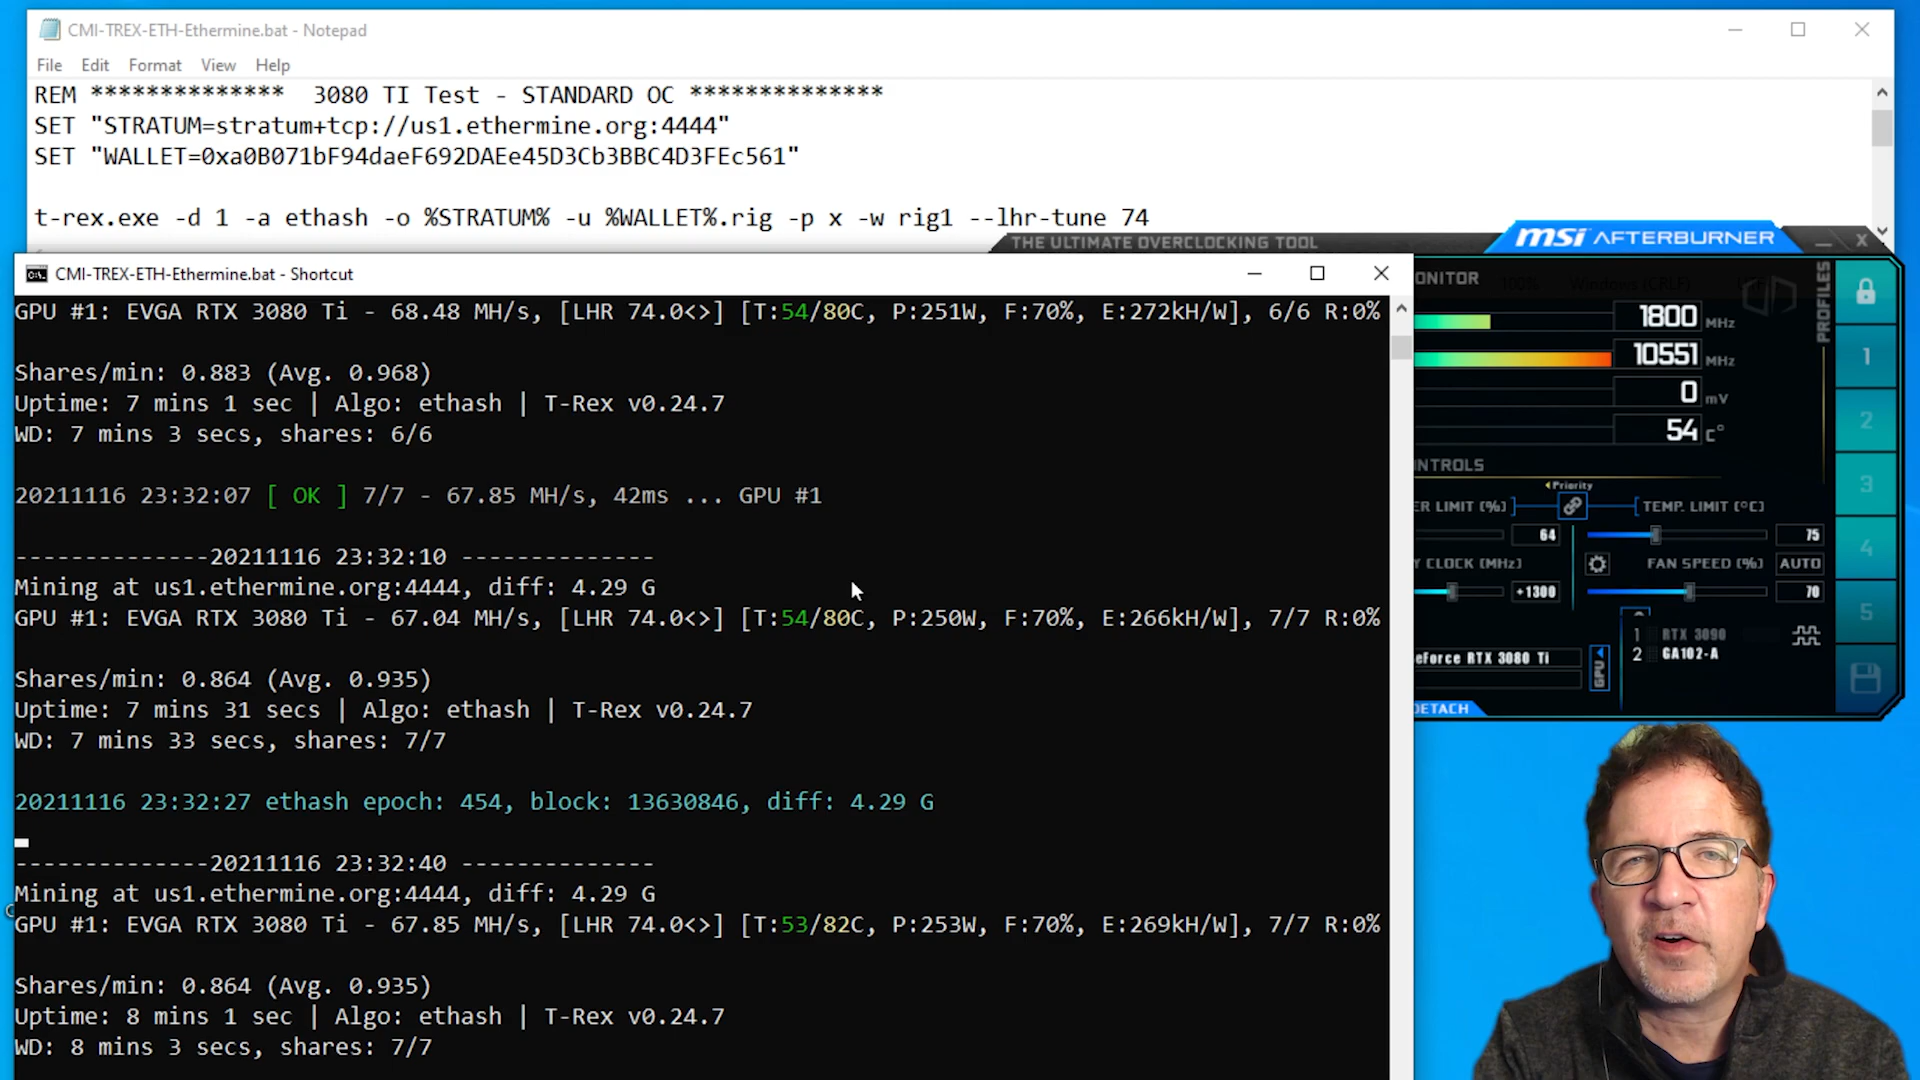 CMI-TREX-ETH-Ethermine.bat - Notepad
File Edit Format View Help
REM ************** 3080 TI Test - STANDARD OC **************
SET "STRATUM=stratum+tcp://us1.ethermine.org:4444"
SET "WALLET=0xa0B071bF94daeF692DAEe45D3Cb3BBC4D3FEc561"
t-rex.exe -d 1 -a ethash -o %STRATUM% -u %WALLET%.rig -p x -w rig1 --lhr-tune 74
THE ULTIMATE OVERCLOCKING TOOL
msi AFTERBURNER
CMI-TREX-ETH-Ethermine.bat - Shortcut
GPU #1: EVGA RTX 3080 Ti - 68.48 MH/s, [LHR 74.0<>] [T:54/80C, P:251W, F:70%, E:272kH/W], 6/6 R:0%
Shares/min: 0.883 (Avg. 0.968)
Uptime: 7 mins 1 sec | Algo: ethash | T-Rex v0.24.7
WD: 7 mins 3 secs, shares: 6/6
20211116 23:32:07 [ OK ] 7/7 - 67.85 MH/s, 42ms ... GPU #1
--------------20211116 23:32:10 --------------
Mining at us1.ethermine.org:4444, diff: 4.29 G
GPU #1: EVGA RTX 3080 Ti - 67.04 MH/s, [LHR 74.0<>] [T:54/80C, P:250W, F:70%, E:266kH/W], 7/7 R:0%
Shares/min: 0.864 (Avg. 0.935)
Uptime: 7 mins 31 secs | Algo: ethash | T-Rex v0.24.7
WD: 7 mins 33 secs, shares: 7/7
20211116 23:32:27 ethash epoch: 454, block: 13630846, diff: 4.29 G
--------------20211116 23:32:40 --------------
Mining at us1.ethermine.org:4444, diff: 4.29 G
GPU #1: EVGA RTX 3080 Ti - 67.85 MH/s, [LHR 74.0<>] [T:53/82C, P:253W, F:70%, E:269kH/W], 7/7 R:0%
Shares/min: 0.864 (Avg. 0.935)
Uptime: 8 mins 1 sec | Algo: ethash | T-Rex v0.24.7
WD: 8 mins 3 secs, shares: 7/7
ONITOR
PROFILES
1800 MHz
10551 MHz
0 mV
54 C°
NTROLS
Priority
ER LIMIT (%)
TEMP. LIMIT (°C)
64
75
Y CLOCK (MHz)
FAN SPEED (%)
AUTO
+1300
70
1 RTX 3090
2 GA102-A
eforce RTX 3080 Ti
GPU
DETACH
1
2
3
4
5